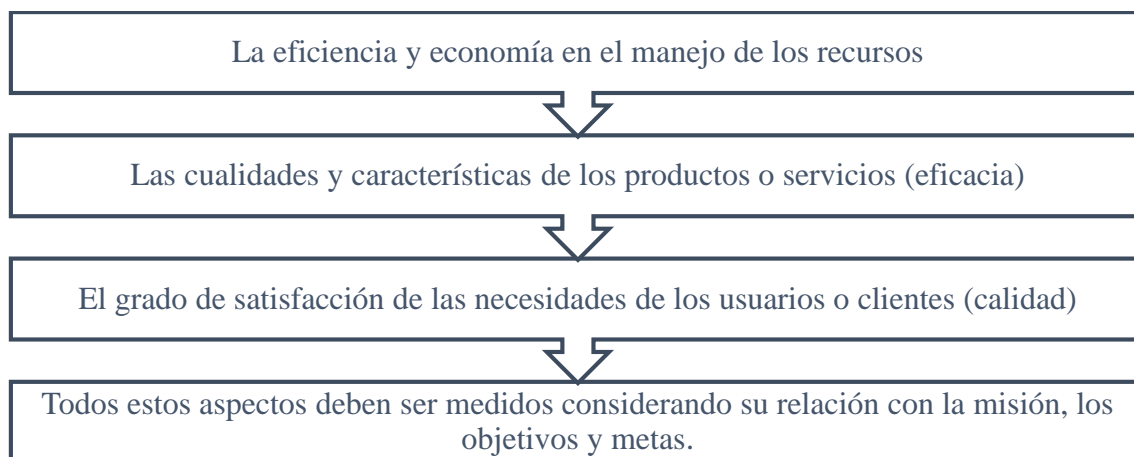 La eficiencia y economía en el manejo de los recursos
Las cualidades y características de los productos o servicios (eficacia)
El grado de satisfacción de las necesidades de los usuarios o clientes (calidad)
Todos estos aspectos deben ser medidos considerando su relación con la misión, los
objetivos y metas.